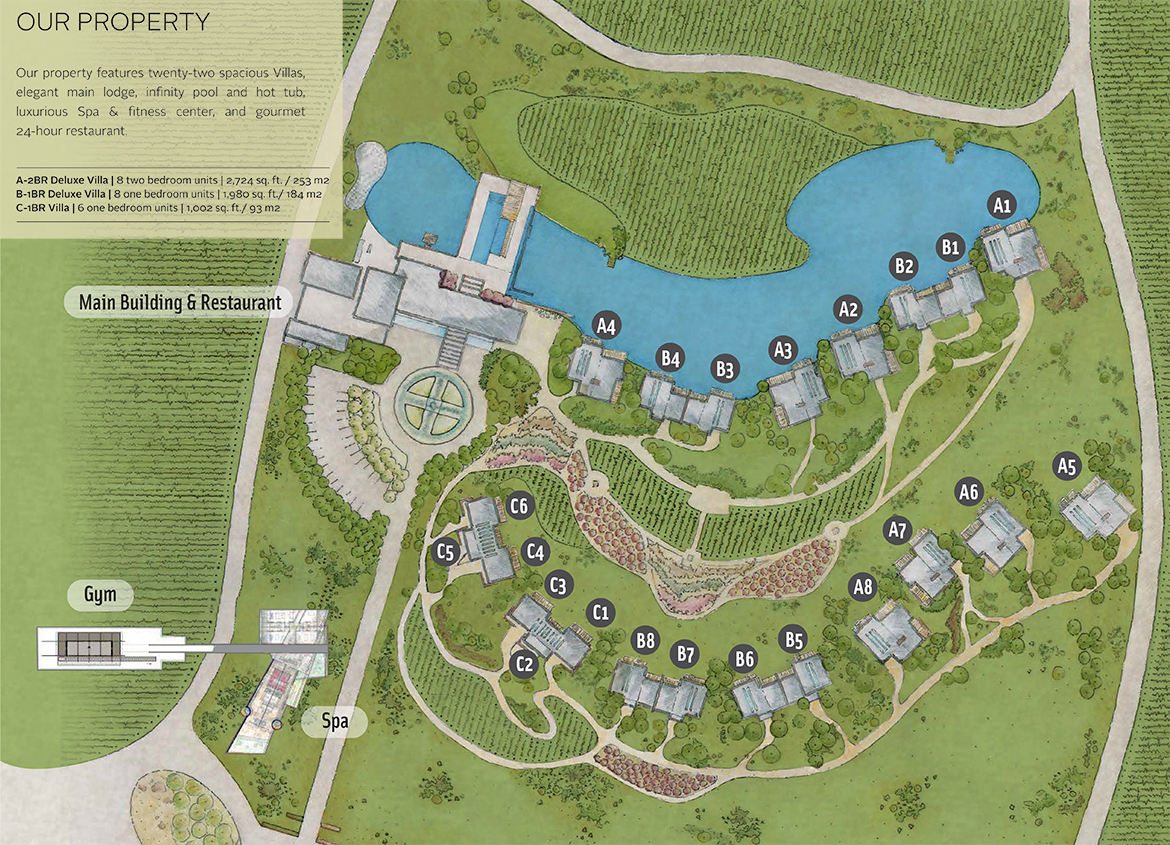 OUR PROPERTY
Our property features twenty-two spacious Villas,
elegant main lodge, infinity pool and hot tub,
luxurious Spa & fitness center, and gourmet
24-hour restaurant.
A-2BR Deluxe Villa | 8 two bedroom units | 2,724 sq. ft. / 253 m2
B-1BR Deluxe Villa | 8 one bedroom units | 1,980 sq. ft./ 184 m2
C-1BR Villa | 6 one bedroom units | 1,002 sq. ft./ 93 m2
A1
B1
B2
Main Building & Restaurant
A2
A4
A3
B4
B3
A5
A6
C6
A7
C5
C4
C3
A8
Gym
C1
B8
B5
B7
B6
C2
Spa